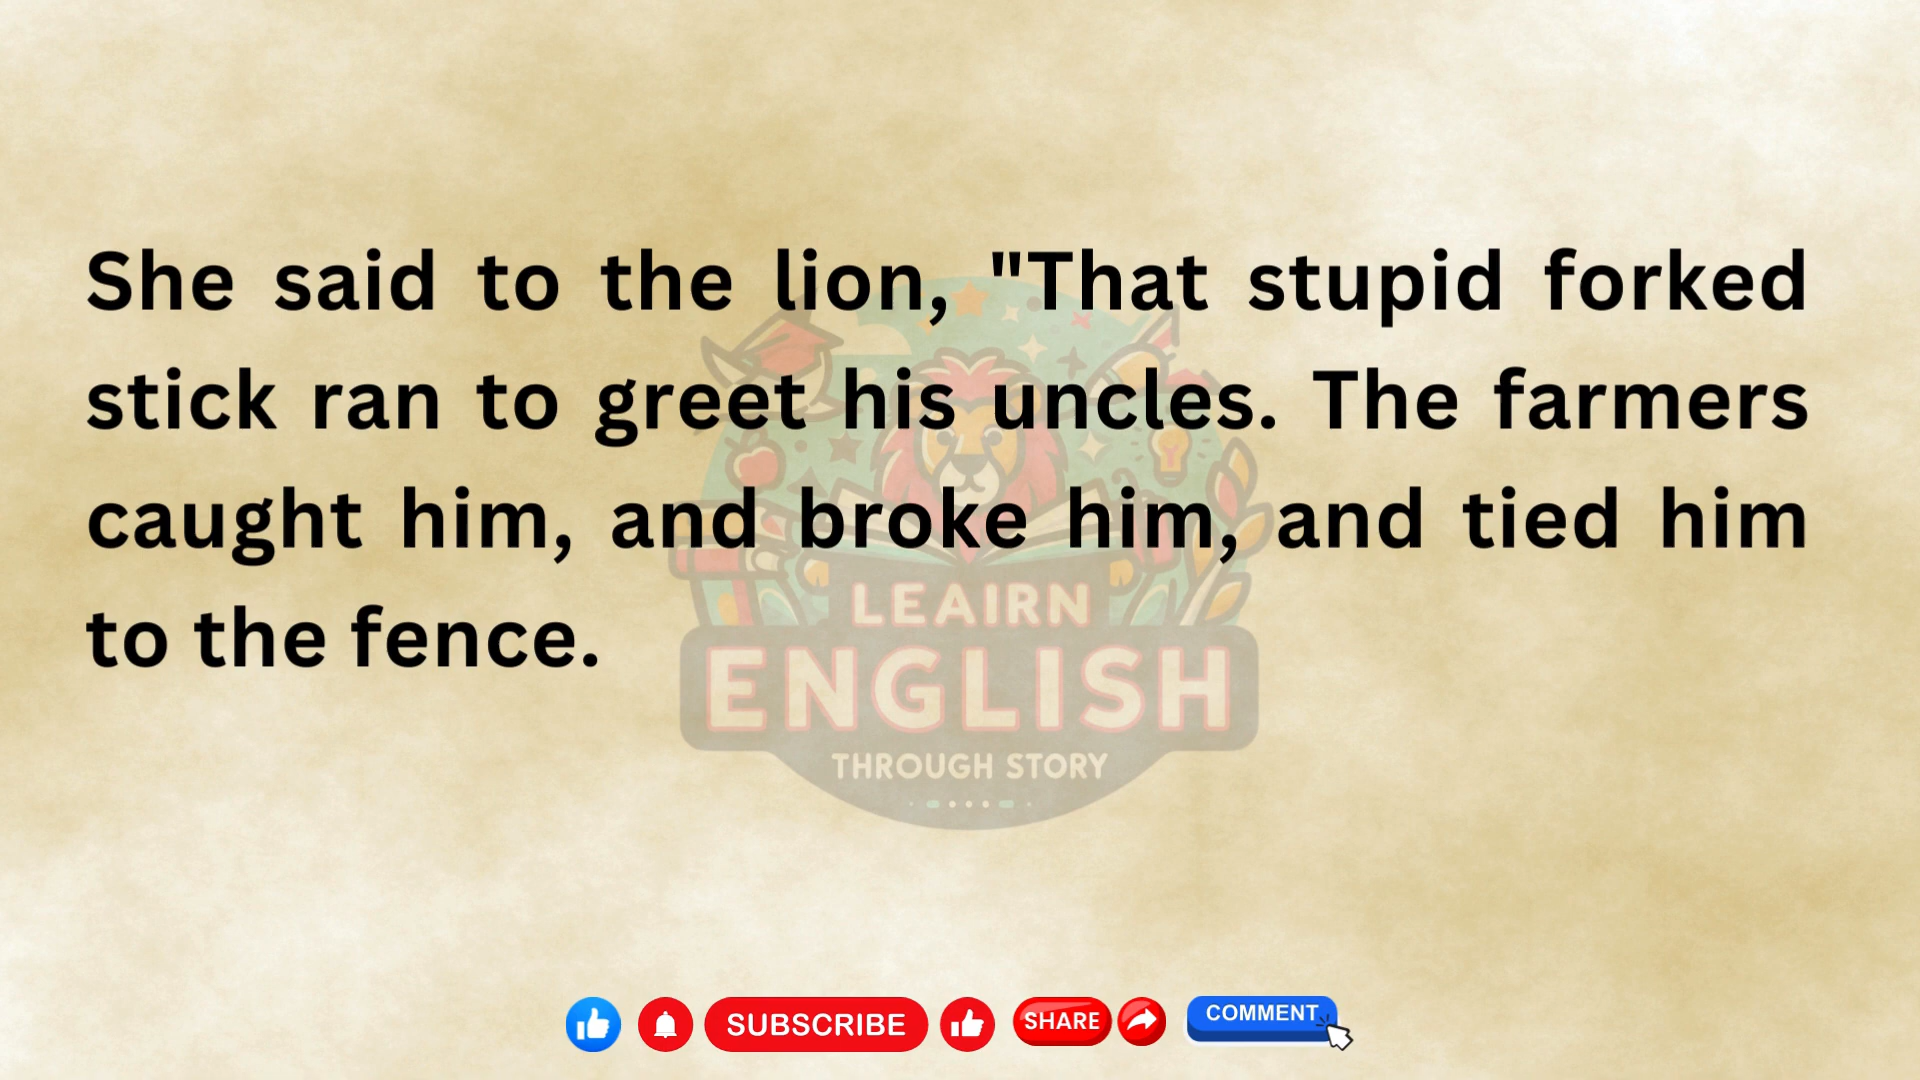 She said to the lion, "That stupid forked
stick ran to greet his uncles. The farmers
caught him, and broke him, and tied him
to the fence.
LEAIRN
ENGLISH
THROUGH STORY
SUBSCRIBE
SHARE
COMMENT